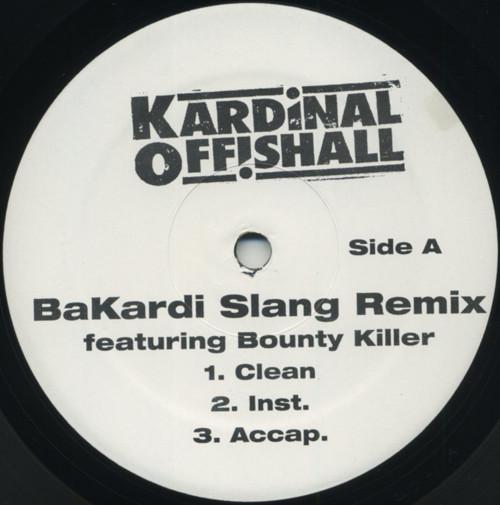 KARDiNAL
OFFiSHALL
Side A
BaKardi Slang Remix
featuring Bounty Killer
1. Clean
2. Inst.
3. Accap.